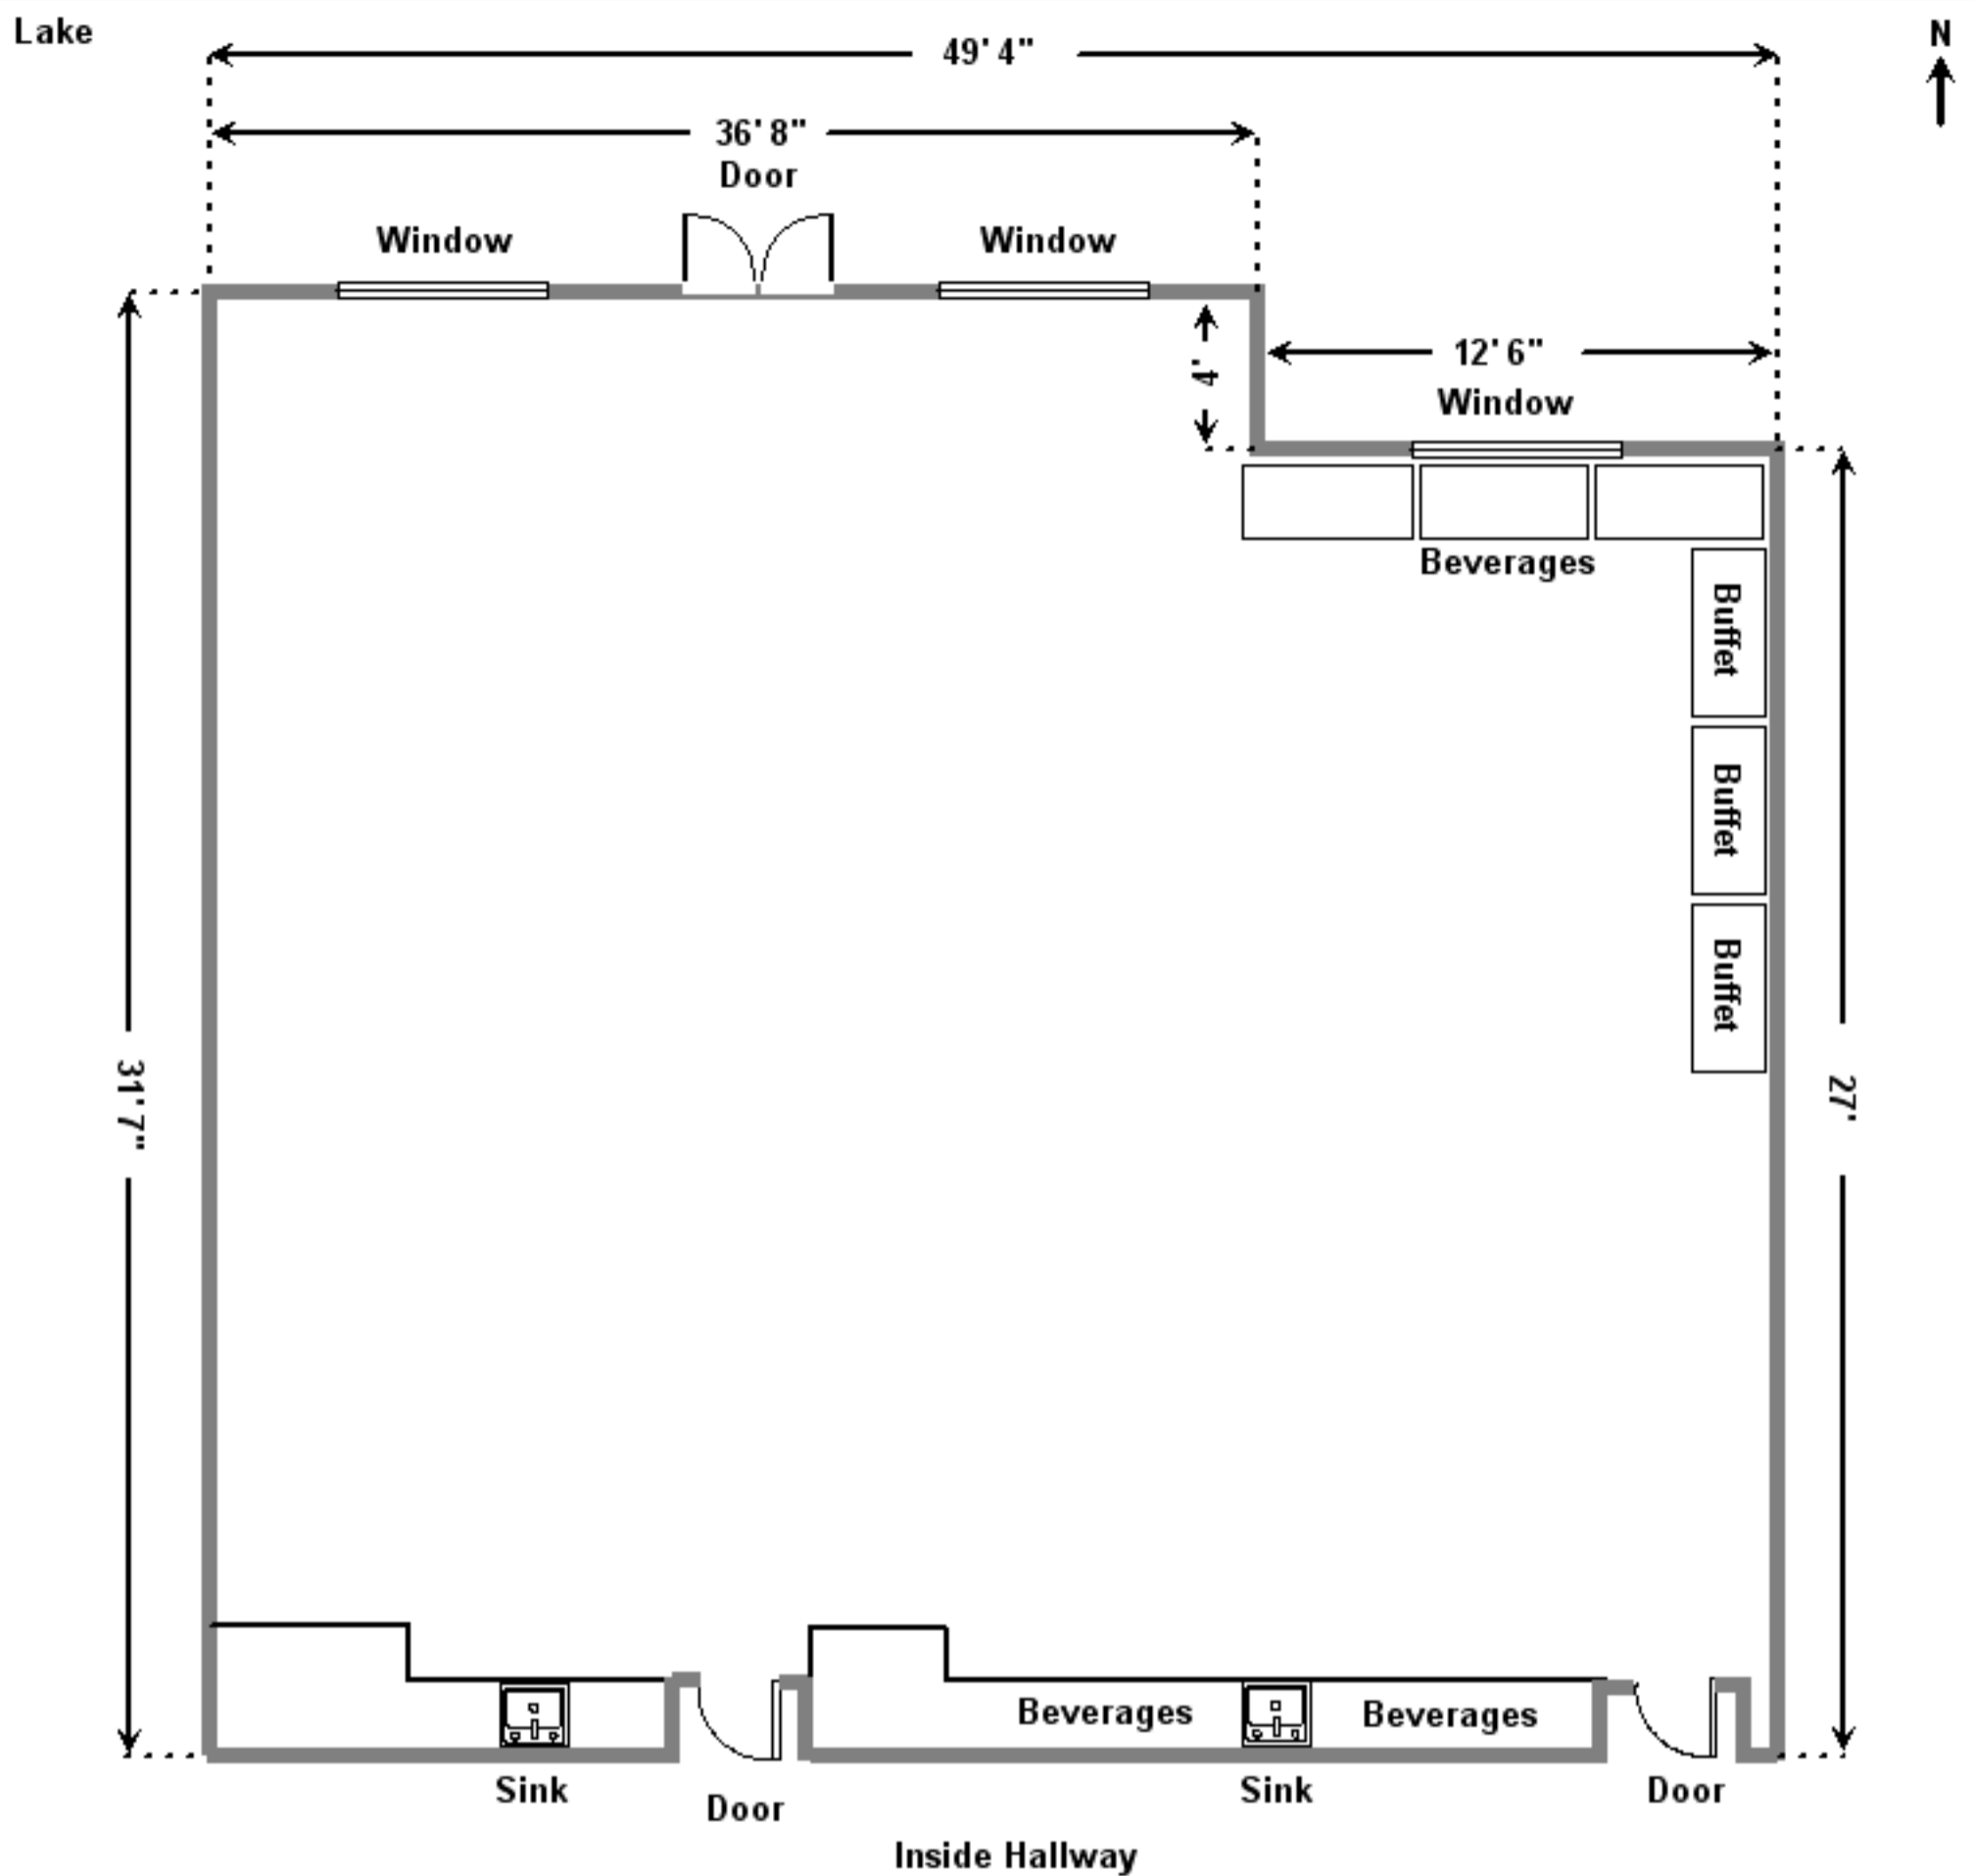 Lake
N
49' 4"
36' 8"
Door
Window
Window
12' 6"
4'
Window
Beverages
Buffet
Buffet
Buffet
31' 7"
27'
Beverages
Beverages
Sink
Door
Sink
Door
Inside Hallway